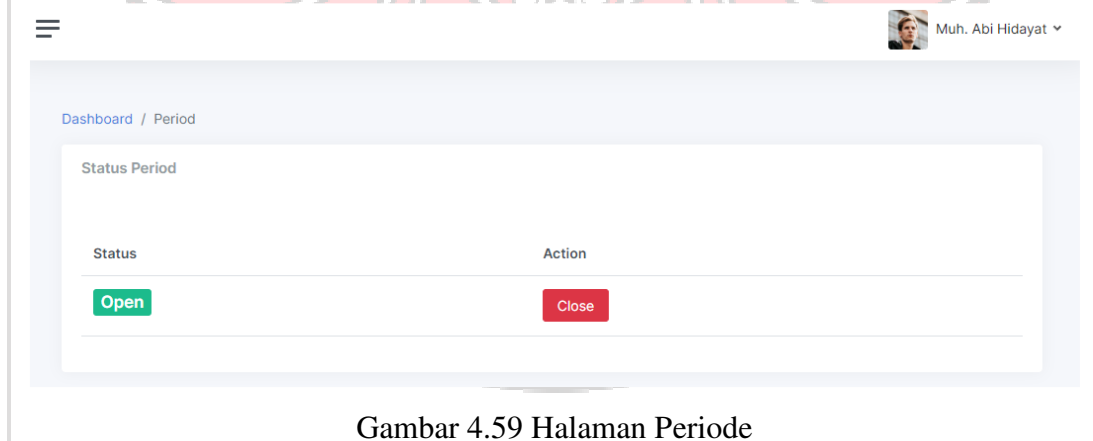 Muh. Abi Hidayat
Dashboard / Period
Status Period
Status Action
Open Close
Gambar 4.59 Halaman Periode